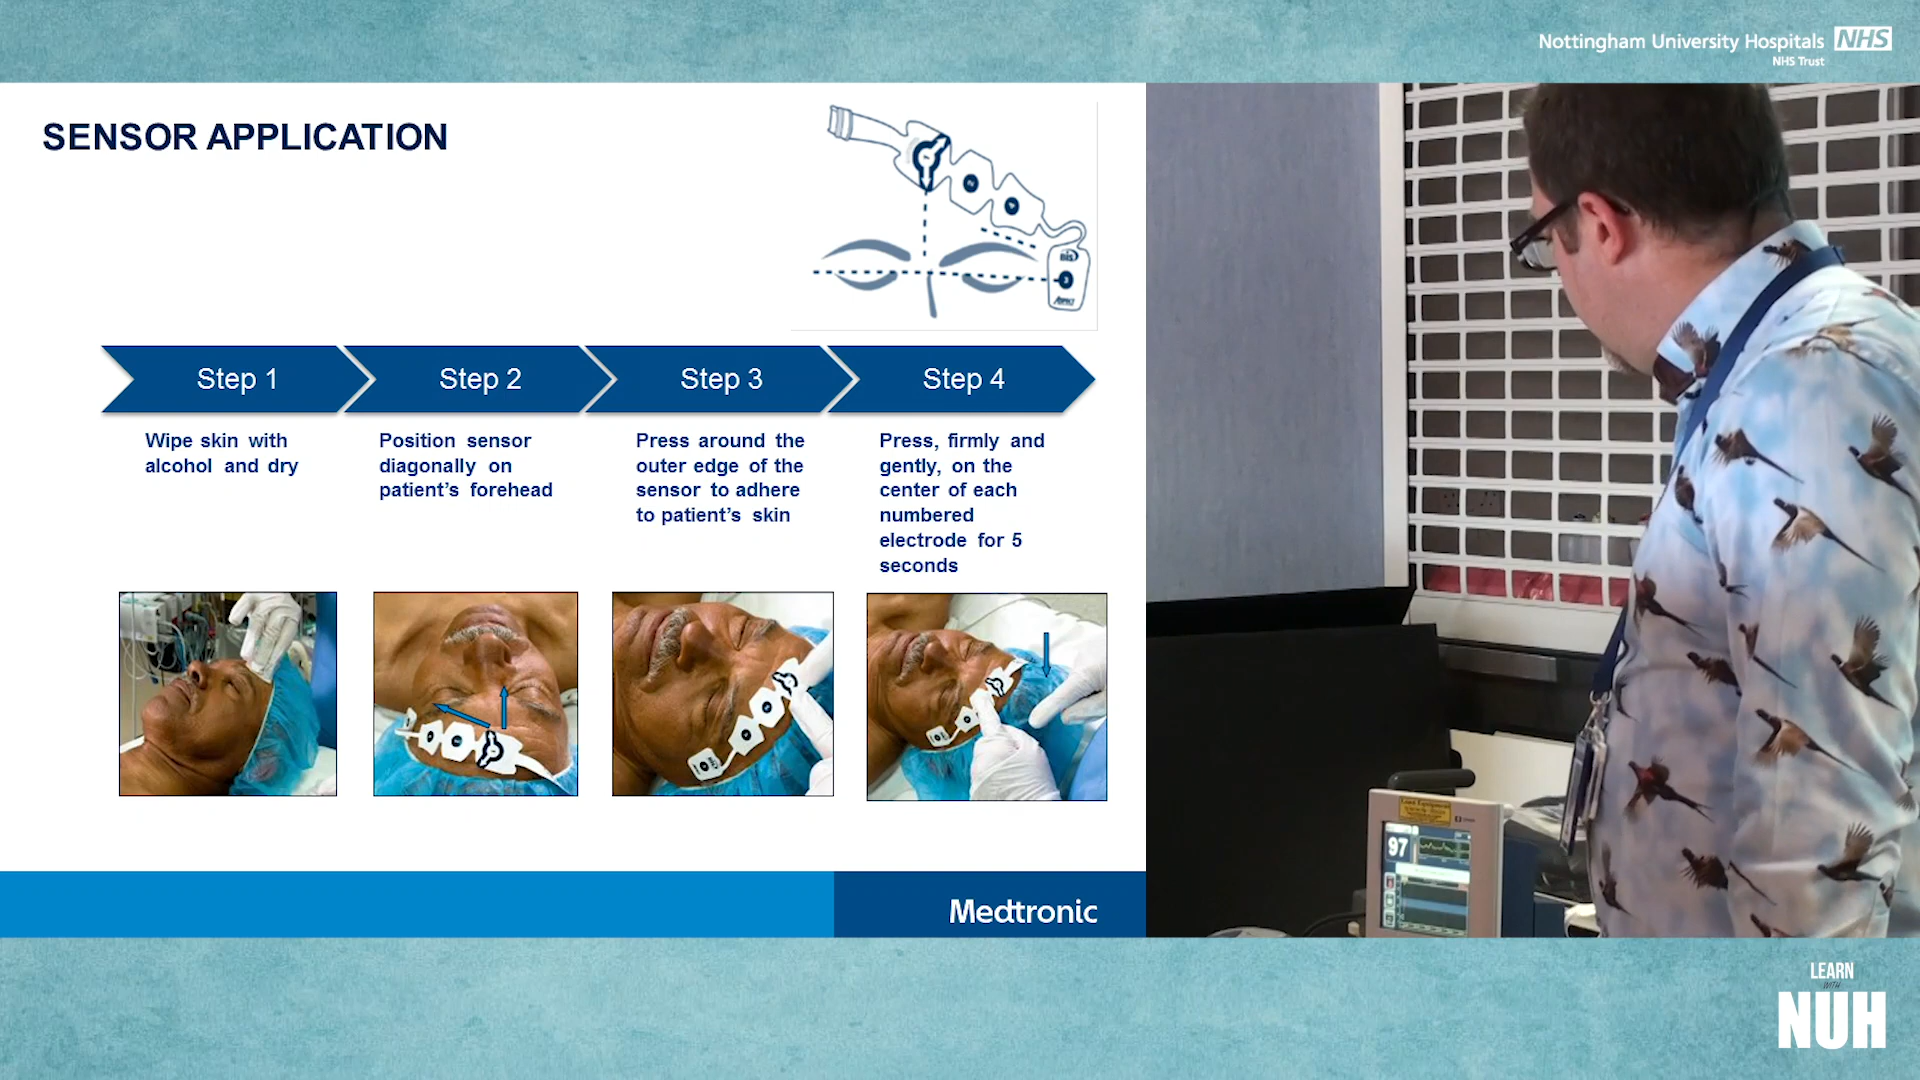 Nottingham University Hospitals NHS
NHS Trust
SENSOR APPLICATION
BIS
Step 1
Step 2
Step 3
Step 4
Wipe skin with
alcohol and dry
Position sensor
diagonally on
patient's forehead
Press around the
outer edge of the
sensor to adhere
to patient's skin
Press, firmly and
gently, on the
center of each
numbered
electrode for 5
seconds
97
Medtronic
LEARN
WITH
NUH